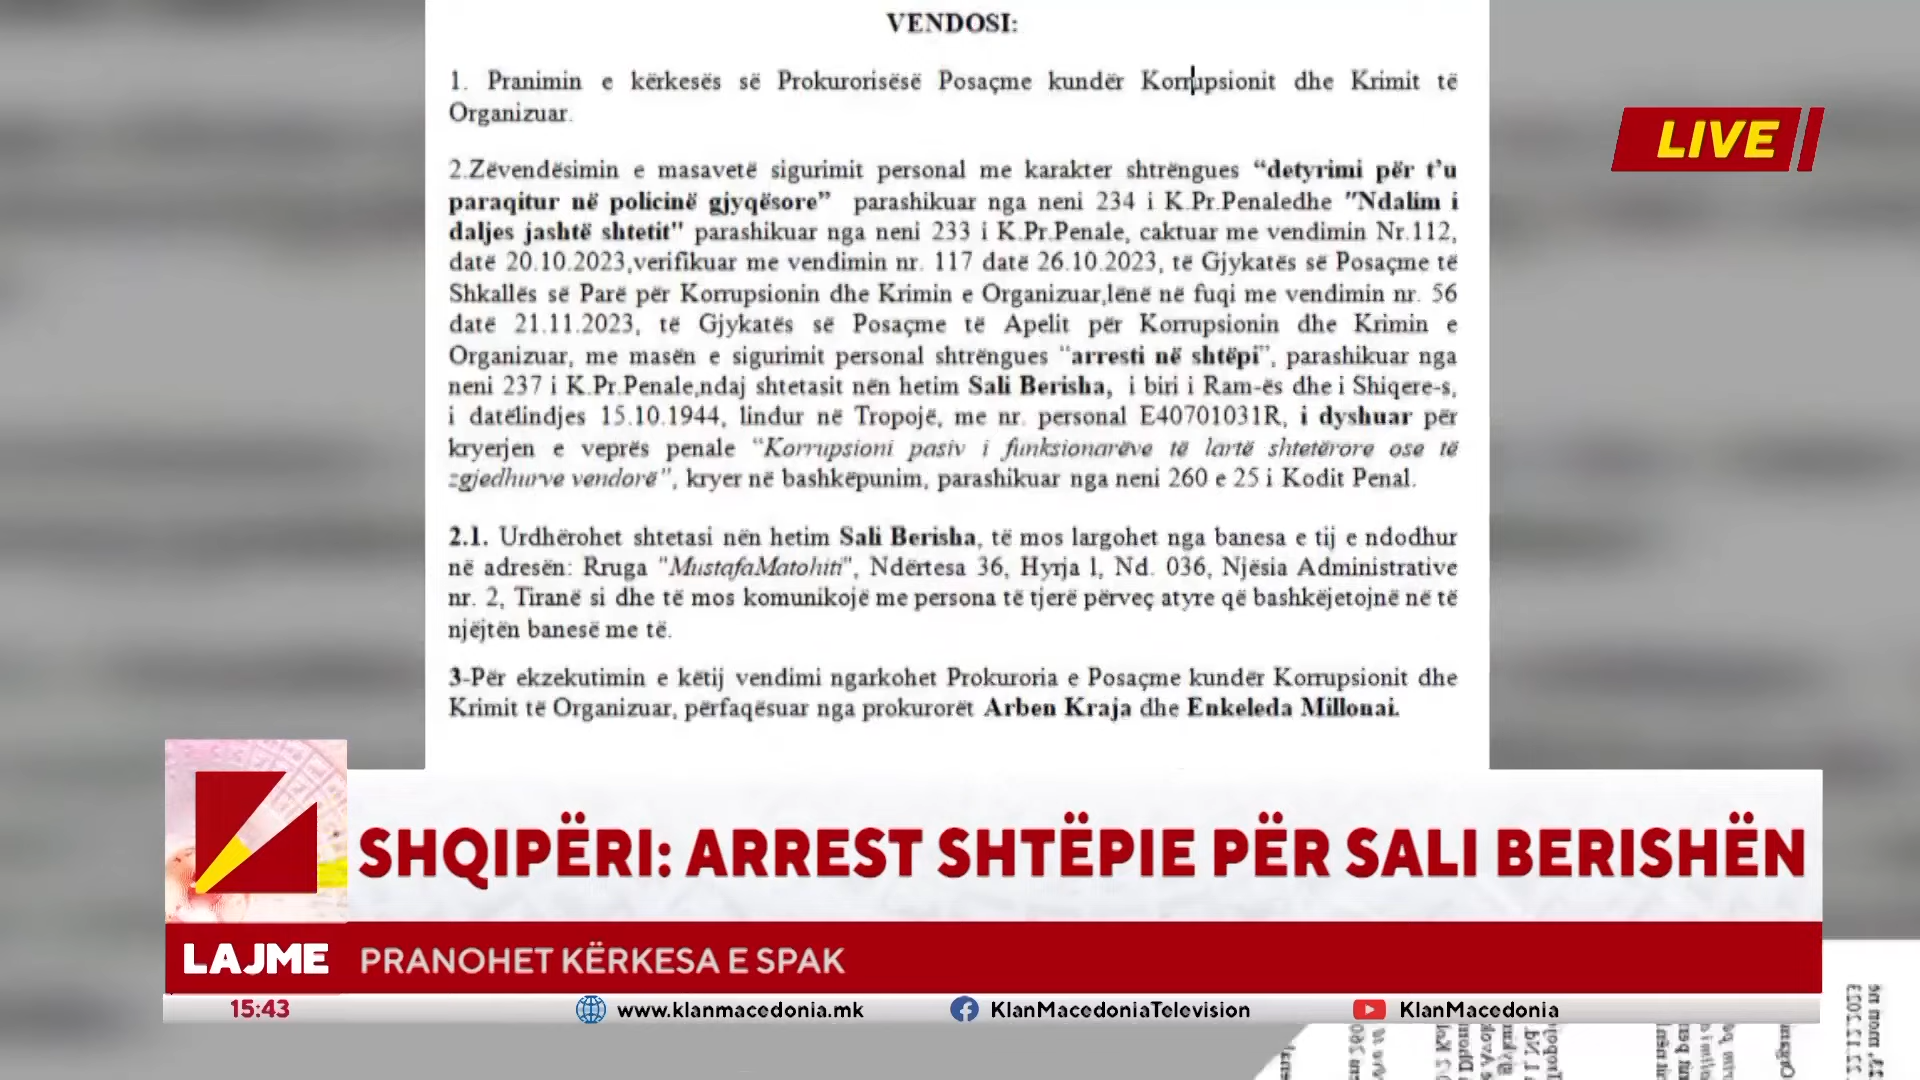 VENDOSI:
1. Pranimin e kërkesës së Prokurorisësë Posaçme kundër Korrupsionit dhe Krimit të
Organizuar.
LIVE
2.Zëvendësimin e masavetë sigurimit personal me karakter shtrëngues “detyrimi për t’u
paraqitur në policinë gjyqësore” parashikuar nga neni 234 i K.Pr.Penaledhe "Ndalim i
daljes jashtë shtetit" parashikuar nga neni 233 i K.Pr.Penale, caktuar me vendimin Nr.112,
datë 20.10.2023,verifikuar me vendimin nr. 117 datë 26.10.2023, të Gjykatës së Posaçme të
Shkallës së Parë për Korrupsionin dhe Krimin e Organizuar,lënë në fuqi me vendimin nr. 56
datë 21.11.2023, të Gjykatës së Posaçme të Apelit për Korrupsionin dhe Krimin e
Organizuar, me masën e sigurimit personal shtrëngues “arresti në shtëpi”, parashikuar nga
neni 237 i K.Pr.Penale,ndaj shtetasit nën hetim Sali Berisha, i biri i Ram-ës dhe i Shiqere-s,
i datëlindjes 15.10.1944, lindur në Tropojë, me nr. personal E40701031R, i dyshuar për
kryerjen e veprës penale “Korrupsioni pasiv i funksionarëve të lartë shtetërore ose të
zgjedhurve vendorë”, kryer në bashkëpunim, parashikuar nga neni 260 e 25 i Kodit Penal.
2.1. Urdhërohet shtetasi nën hetim Sali Berisha, të mos largohet nga banesa e tij e ndodhur
në adresën: Rruga "MustafaMatohiti", Ndërtesa 36, Hyrja 1, Nd. 036, Njësia Administrative
nr. 2, Tiranë si dhe të mos komunikojë me persona të tjerë përveç atyre që bashkëjetojnë në të
njëjtën banesë me të.
3-Për ekzekutimin e këtij vendimi ngarkohet Prokuroria e Posaçme kundër Korrupsionit dhe
Krimit të Organizuar, përfaqësuar nga prokurorët Arben Kraja dhe Enkeleda Millonai.
SHQIPËRI: ARREST SHTËPIE PËR SALI BERISHËN
LAJME PRANOHET KËRKESA E SPAK
15:43 www.klanmacedonia.mk KlanMacedoniaTelevision KlanMacedonia